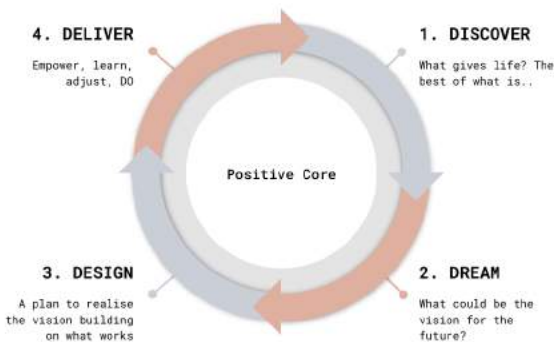 4. DELIVER
Empower, learn,
adjust, DO
1. DISCOVER
What gives life? The
best of what is..
Positive Core
3. DESIGN
A plan to realise
the vision building
on what works
2. DREAM
What could be the
vision for the
future?